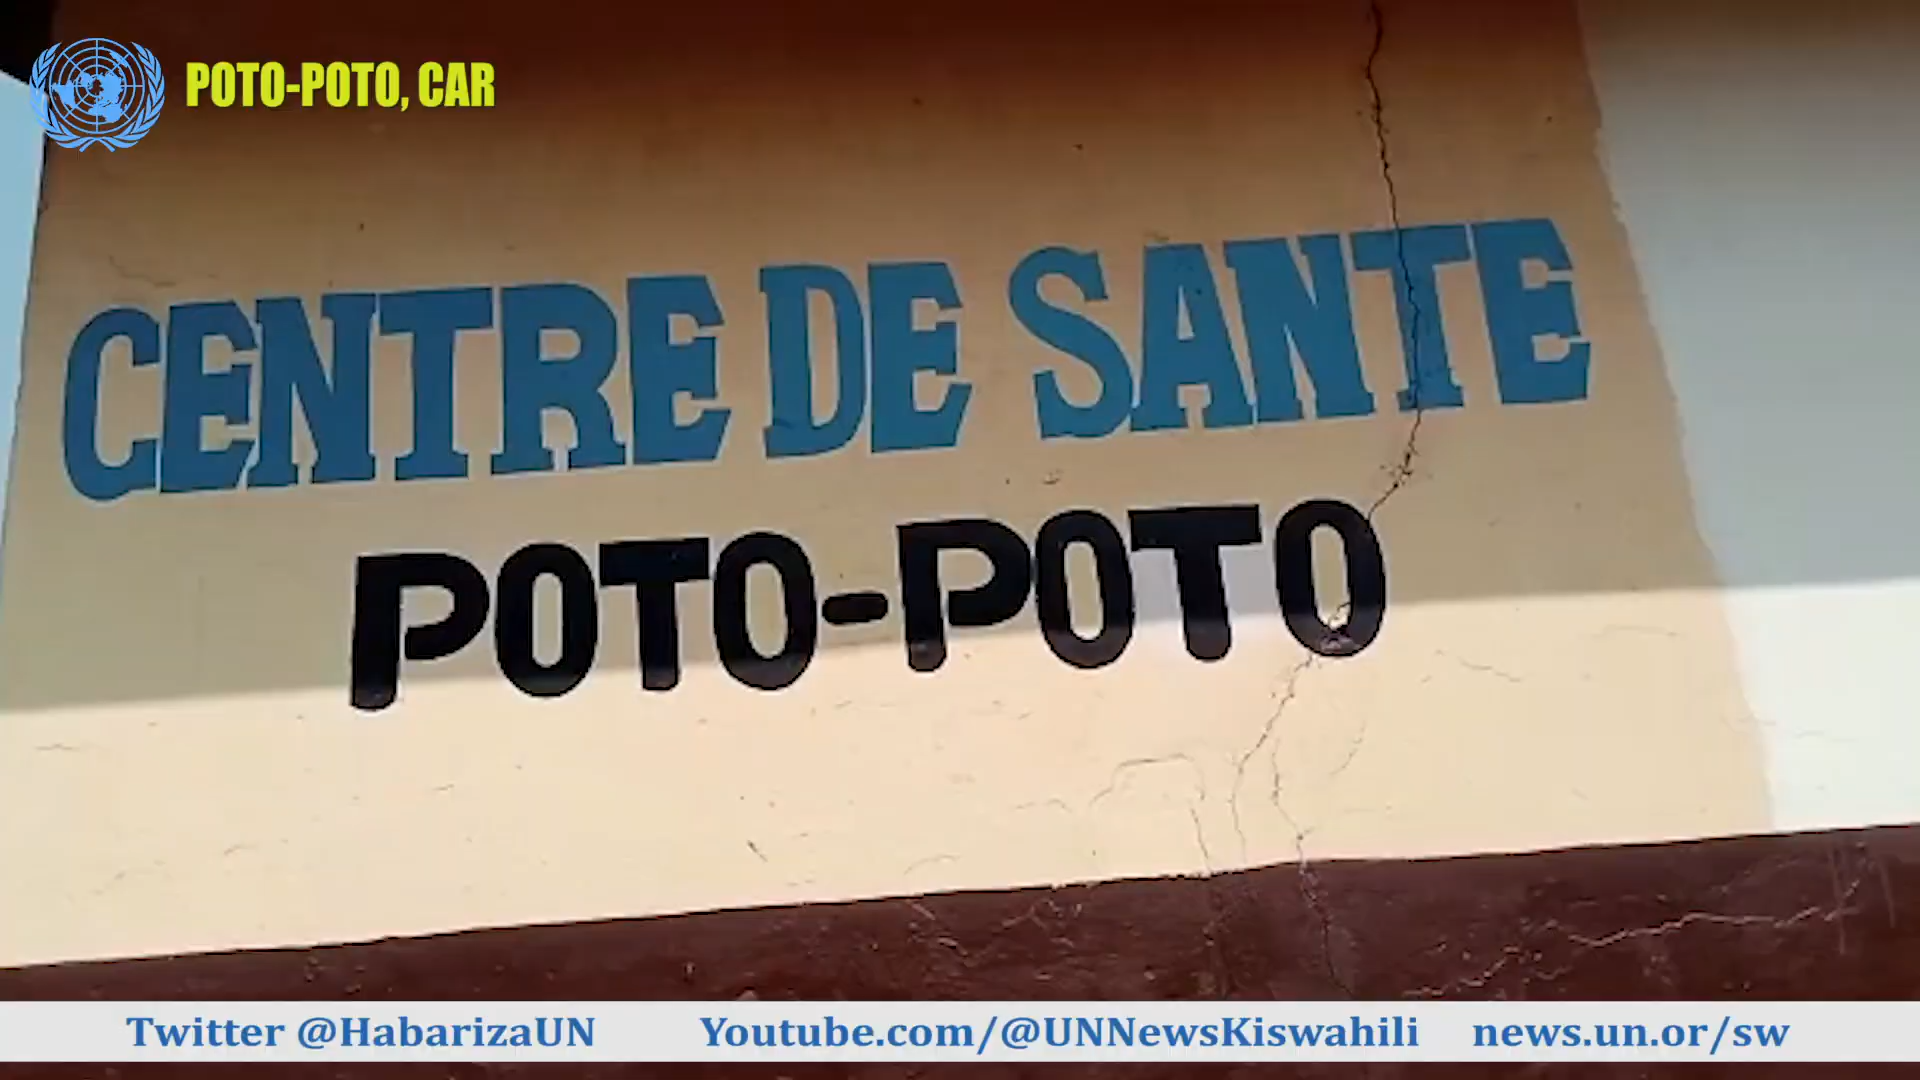 POTO-POTO, CAR
CENTRE DE SANTE
POTO-POTO
Twitter @HabarizaUN Youtube.com/@UNNewsKiswahili news.un.or/sw